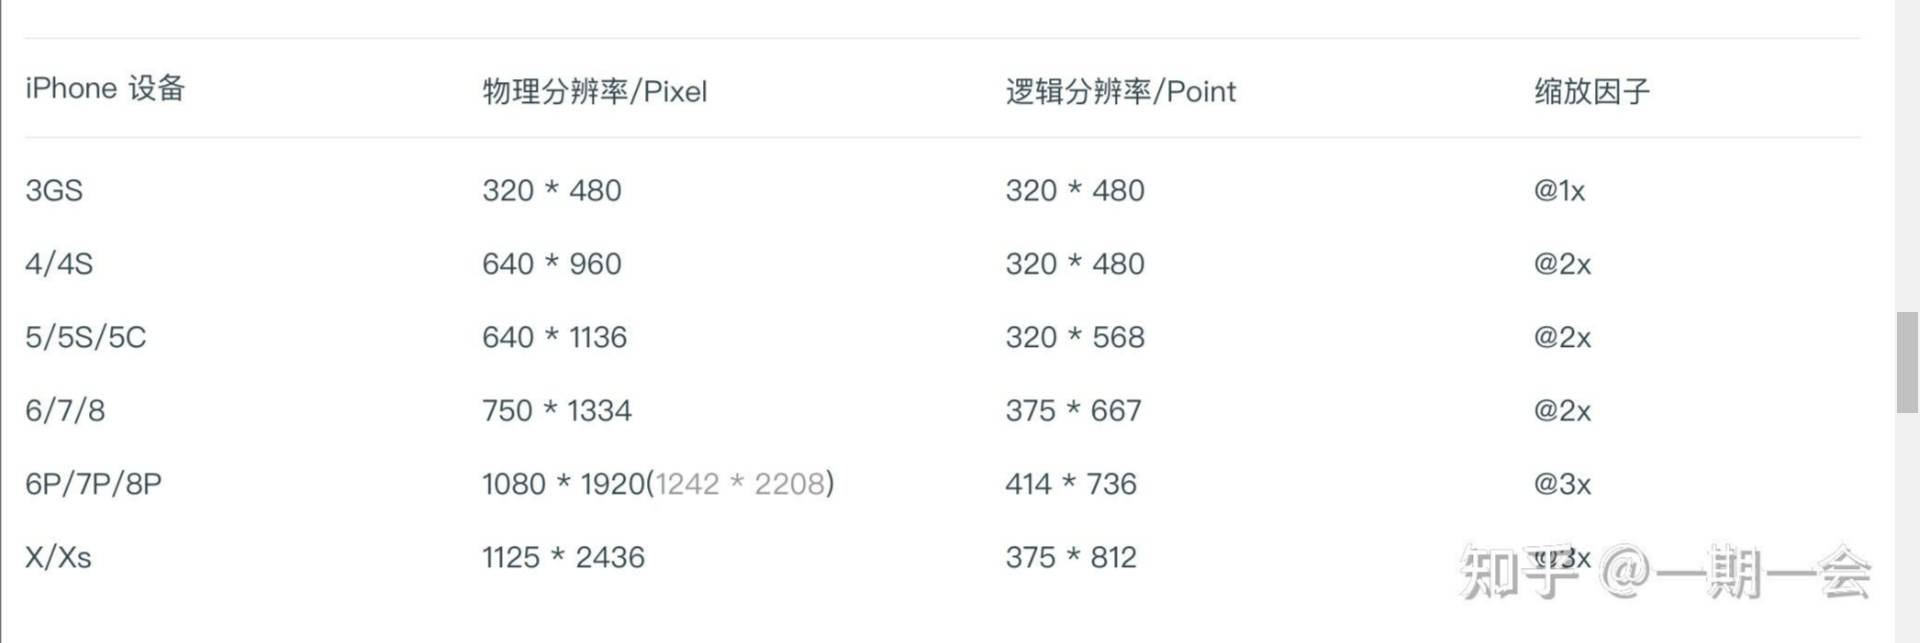 iPhone 设备 物理分辨率/Pixel 逻辑分辨率/Point 缩放因子
3GS 320 * 480 320 * 480 @1x
4/4S 640 * 960 320 * 480 @2x
5/5S/5C 640 * 1136 320 * 568 @2x
6/7/8 750 * 1334 375 * 667 @2x
6P/7P/8P 1080 * 1920(1242 * 2208) 414 * 736 @3x
X/Xs 1125 * 2436 375 * 812 @3x
知乎 @一期一会